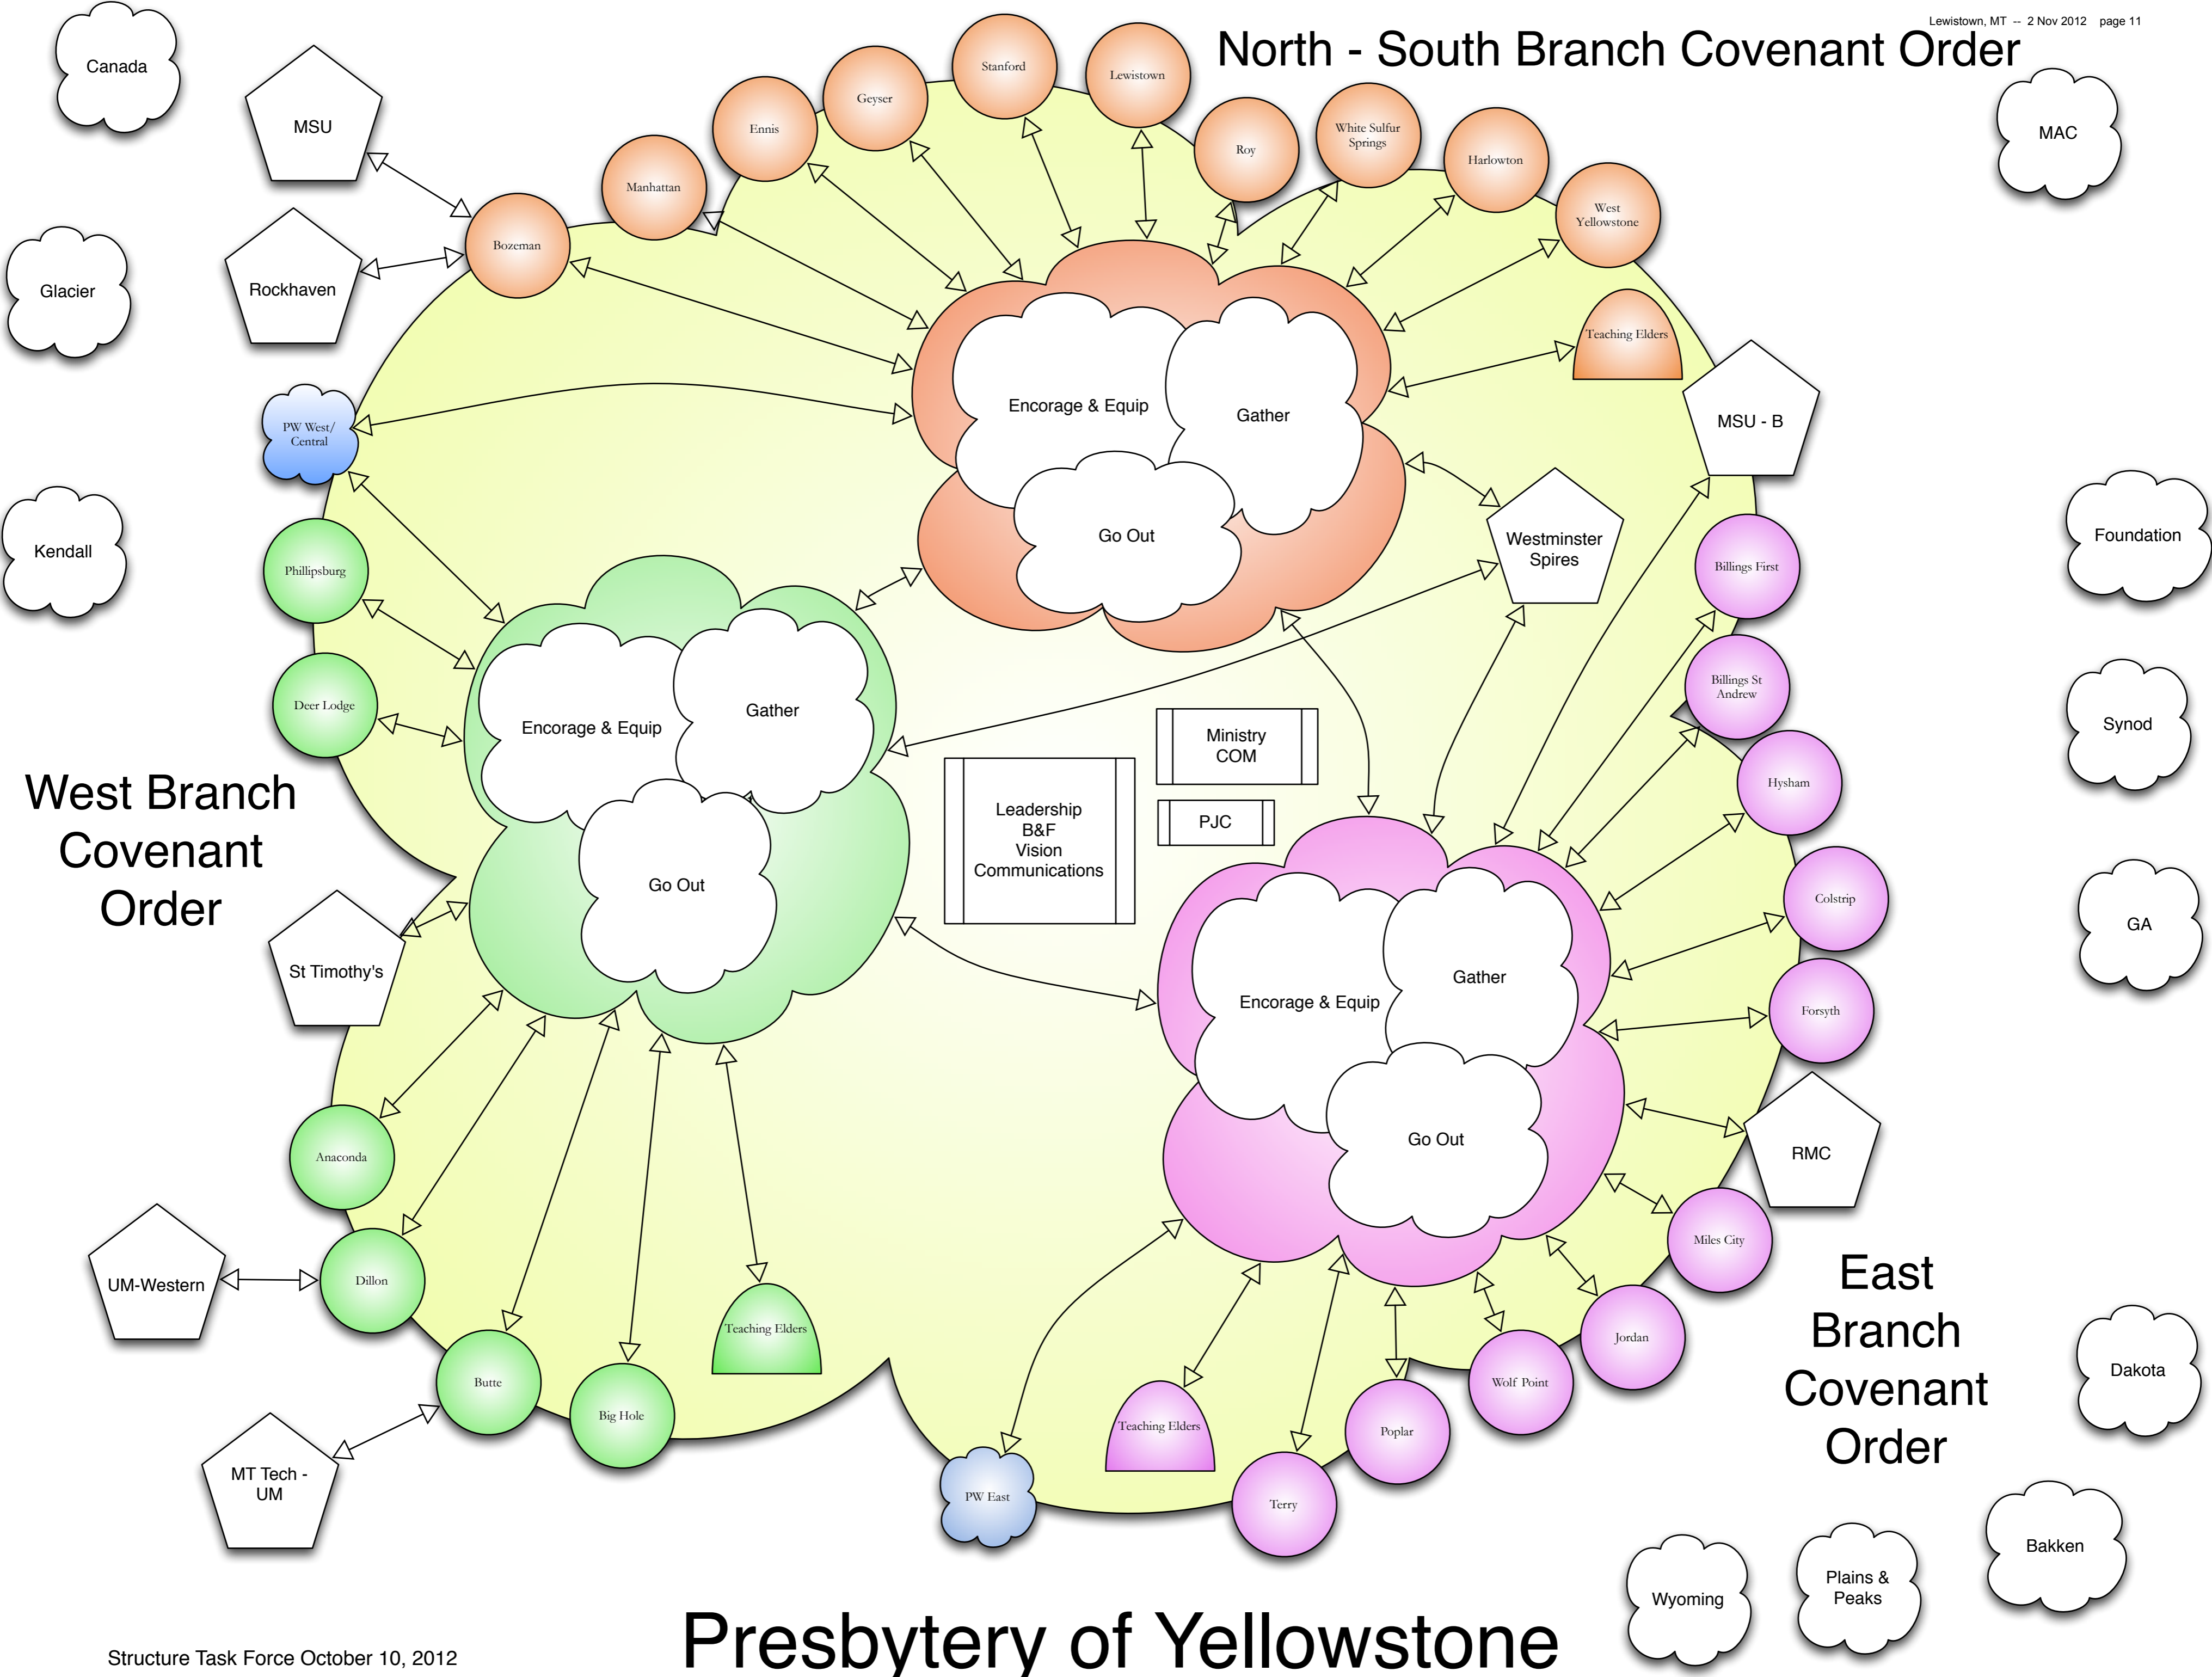 Lewistown, MT -- 2 Nov 2012 page 11
North - South Branch Covenant Order
Canada
MSU
Stanford
Lewistown
Geyser
Ennis
Roy
White Sulfur
Springs
Harlowton
MAC
Manhattan
West
Yellowstone
Bozeman
Glacier
Rockhaven
Teaching Elders
PW West/
Central
Encorage & Equip
Gather
MSU - B
Go Out
Westminster
Spires
Foundation
Kendall
Phillipsburg
Billings First
Deer Lodge
Encorage & Equip
Gather
Go Out
Billings St
Andrew
Synod
Ministry
COM
Hysham
West Branch
Covenant
Order
Leadership
B&F
Vision
Communications
PJC
Colstrip
GA
St Timothy's
Encorage & Equip
Gather
Go Out
Forsyth
Anaconda
RMC
Miles City
UM-Western
Dillon
Teaching Elders
Jordan
East
Branch
Covenant
Order
Dakota
Butte
Big Hole
Wolf Point
Teaching Elders
Poplar
MT Tech -
UM
PW East
Terry
Bakken
Wyoming
Plains &
Peaks
Structure Task Force October 10, 2012
Presbytery of Yellowstone